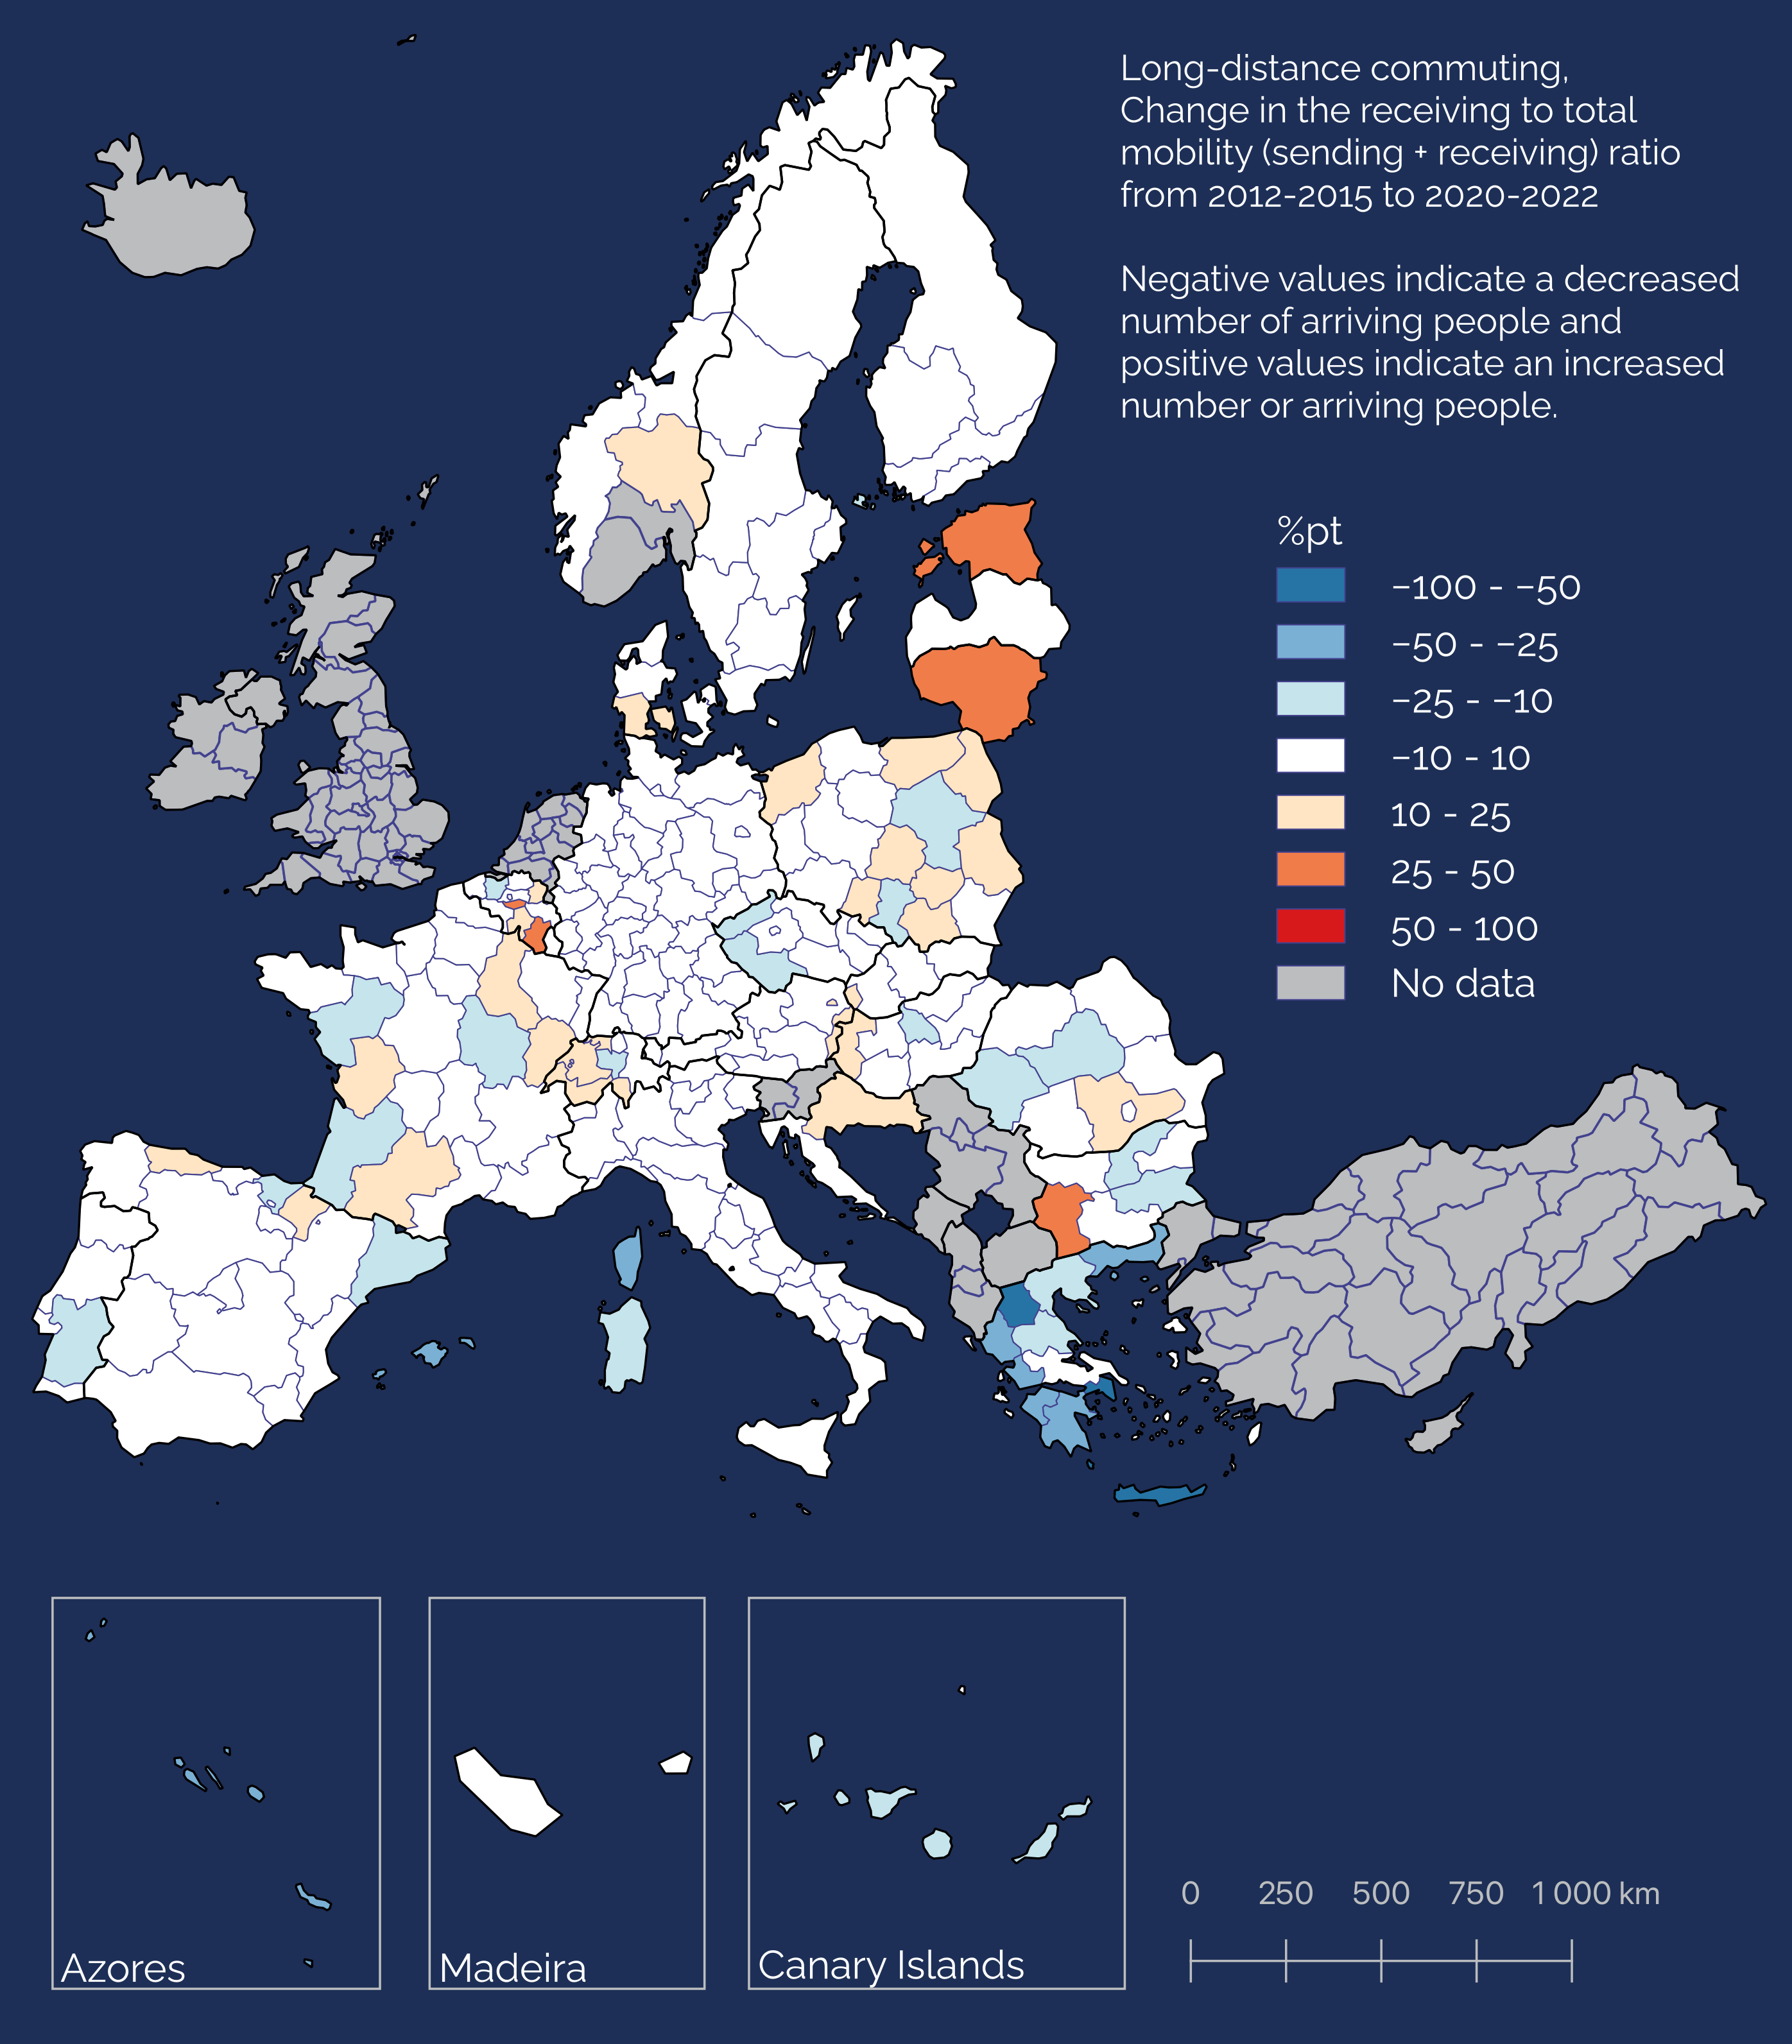 Long-distance commuting,
Change in the receiving to total
mobility (sending + receiving) ratio
from 2012-2015 to 2020-2022
Negative values indicate a decreased
number of arriving people and
positive values indicate an increased
number or arriving people.
%pt
−100 - −50
−50 - −25
−25 - −10
−10 - 10
10 - 25
25 - 50
50 - 100
No data
Azores
Madeira
Canary Islands
0 250 500 750 1 000 km